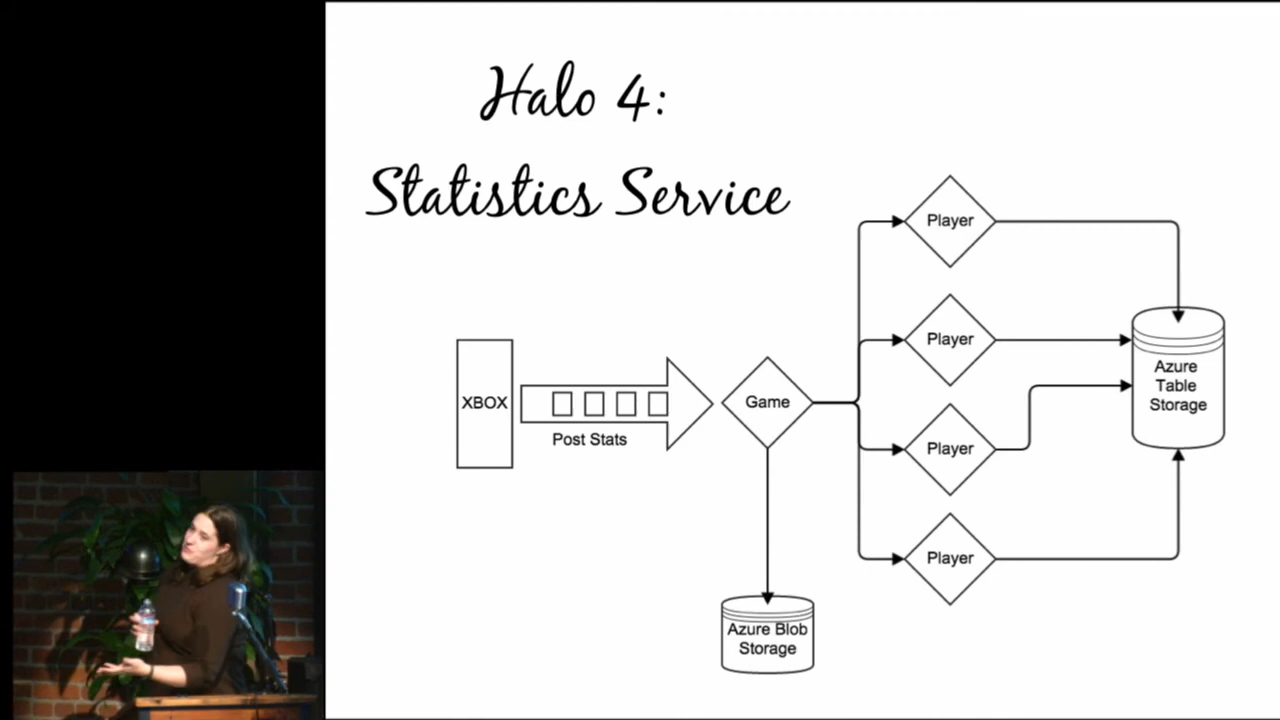 Halo 4:
Statistics Service
XBOX
Post Stats
Game
Player
Player
Player
Player
Azure
Table
Storage
Azure Blob
Storage